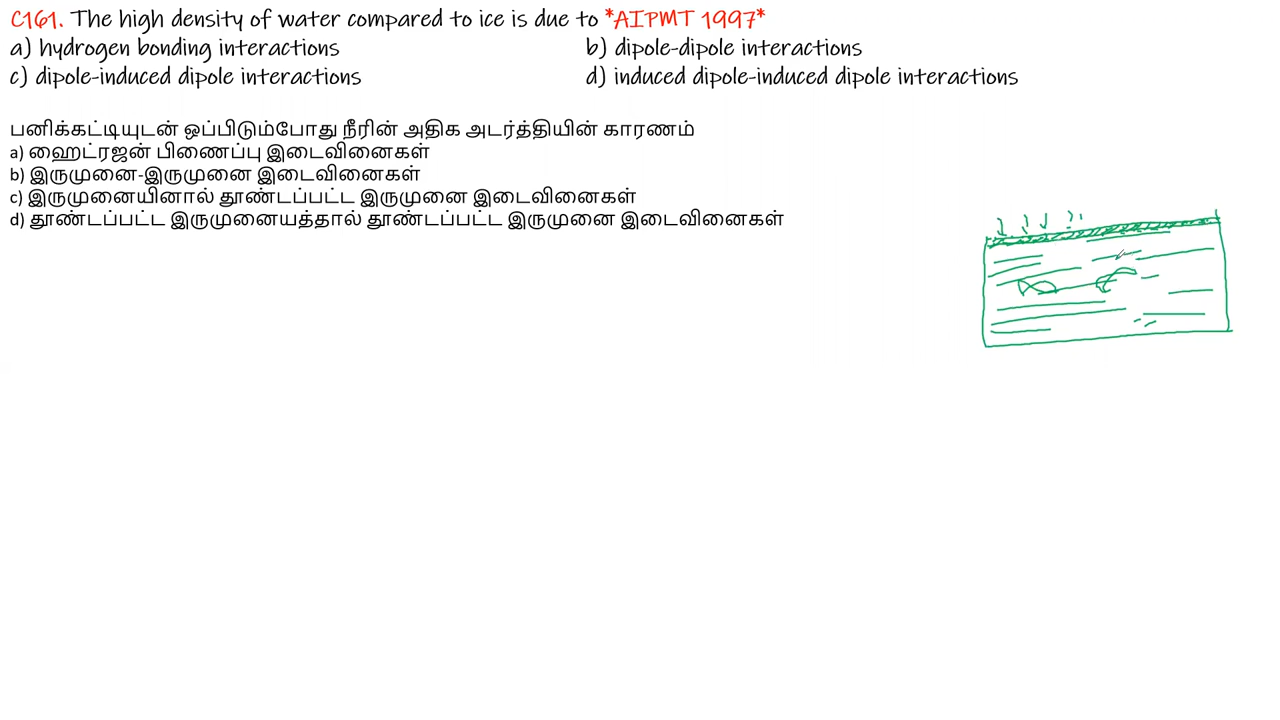 C161. The high density of water compared to ice is due to *AIPMT 1997*
a) hydrogen bonding interactions b) dipole-dipole interactions
c) dipole-induced dipole interactions d) induced dipole-induced dipole interactions
பனிக்கட்டியுடன் ஒப்பிடும்போது நீரின் அதிக அடர்த்தியின் காரணம்
a) ஹைட்ரஜன் பிணைப்பு இடைவினைகள்
b) இருமுனை-இருமுனை இடைவினைகள்
c) இருமுனையினால் தூண்டப்பட்ட இருமுனை இடைவினைகள்
d) தூண்டப்பட்ட இருமுனையத்தால் தூண்டப்பட்ட இருமுனை இடைவினைகள்